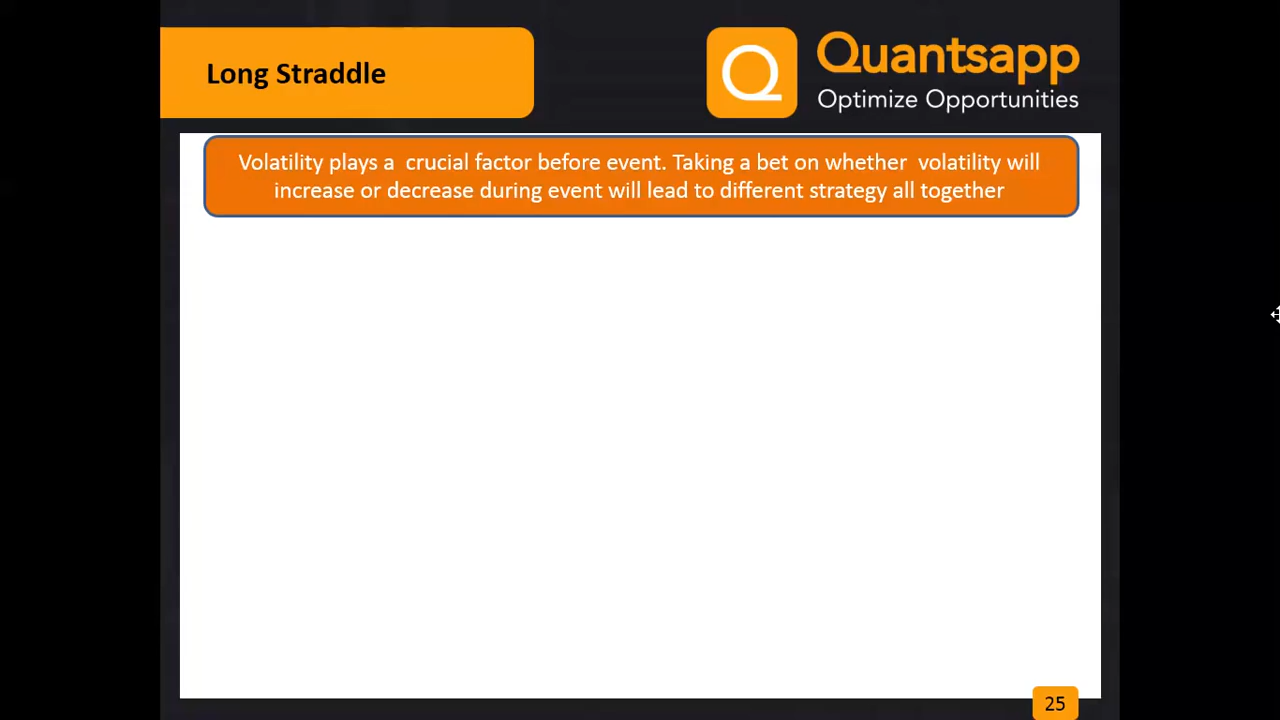 Long Straddle
Q
Quantsapp
Optimize Opportunities
Volatility plays a crucial factor before event. Taking a bet on whether volatility will
increase or decrease during event will lead to different strategy all together
25